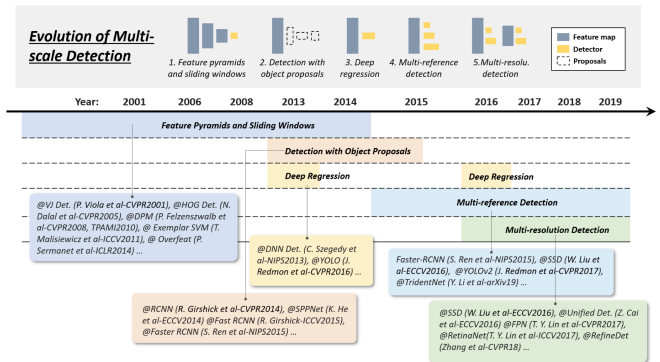 Evolution of Multi-
scale Detection
1. Feature pyramids
and sliding windows
2. Detection with
object proposals
3. Deep
regression
4. Multi-reference
detection
5.Multi-resolu.
detection
Feature map
Detector
Proposals
Year: 2001 2006 2008 2013 2014 2015 2016 2017 2018 2019
Feature Pyramids and Sliding Windows
Detection with Object Proposals
Deep Regression
Deep Regression
Multi-reference Detection
Multi-resolution Detection
@VJ Det. (P. Viola et al-CVPR2001), @HOG Det. (N.
Dalal et al-CVPR2005), @DPM (P. Felzenszwalb et
al-CVPR2008, TPAMI2010), @ Exemplar SVM (T.
Malisiewicz et al-ICCV2011), @ Overfeat (P.
Sermanet et al-ICLR2014) ...
@DNN Det. (C. Szegedy et
al-NIPS2013), @YOLO (J.
Redmon et al-CVPR2016) ...
Faster-RCNN (S. Ren et al-NIPS2015), @SSD (W. Liu
et al-ECCV2016), @YOLOv2 (J. Redmon et al-CVPR2017),
@TridentNet (Y. Li et al-arXiv19) ...
@RCNN (R. Girshick et al-CVPR2014), @SPPNet (K. He
et al-ECCV2014) @Fast RCNN (R. Girshick-ICCV2015),
@Faster RCNN (S. Ren et al-NIPS2015) ...
@SSD (W. Liu et al-ECCV2016), @Unified Det. (Z. Cai
et al-ECCV2016) @FPN (T. Y. Lin et al-CVPR2017),
@RetinaNet(T. Y. Lin et al-ICCV2017), @RefineDet
(Zhang et al-CVPR18) ...